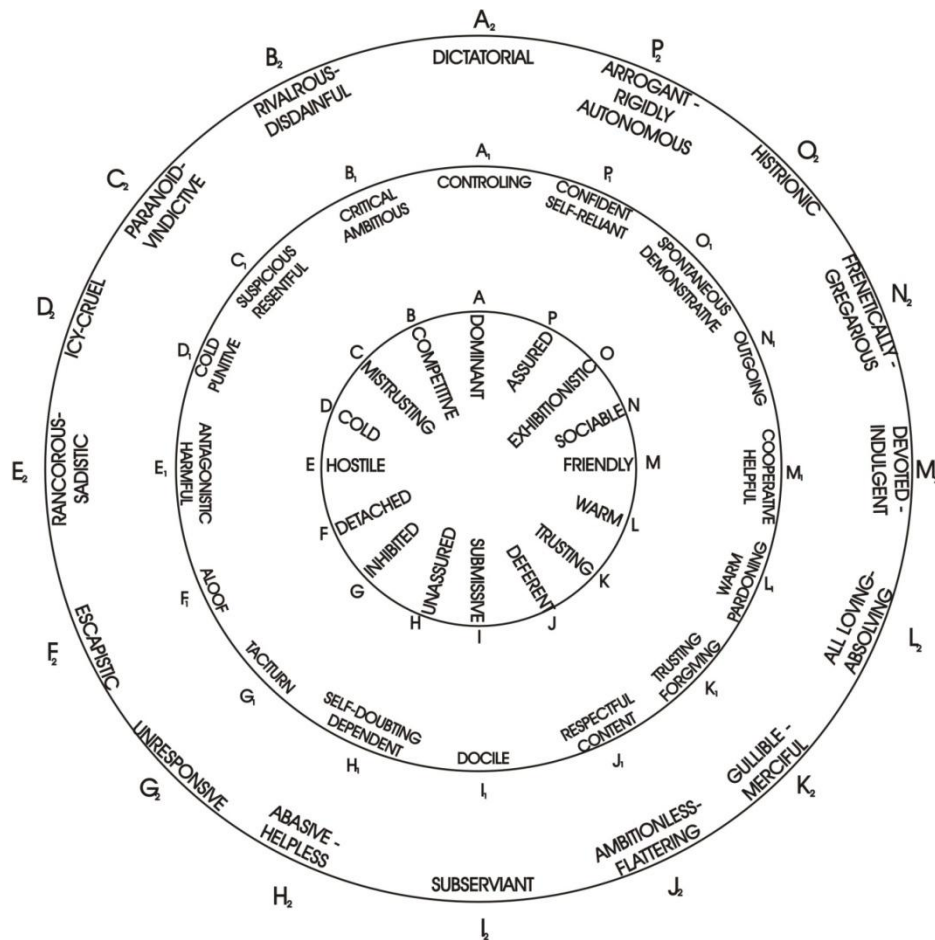 A2
DICTATORIAL
P2
ARROGANT -
RIGIDLY
AUTONOMOUS
O2
HISTRIONIC
N2
FRENETICALLY -
GREGARIOUS
M
DEVOTED -
INDULGENT
L2
ALL LOVING-
ABSOLVING
K2
GULLIBLE -
MERCIFUL
J2
AMBITIONLESS-
FLATTERING
I2
SUBSERVIANT
H2
ABASIVE -
HELPLESS
G2
UNRESPONSIVE
F2
ESCAPISTIC
E2
RANCOROUS-
SADISTIC
D2
ICY-CRUEL
C2
PARANOID-
VINDICTIVE
B2
RIVALROUS-
DISDAINFUL
A1
CONTROLING
P1
CONFIDENT
SELF-RELIANT
O1
SPONTANEOUS
DEMONSTRATIVE
N1
OUTGOING
M1
COOPERATIVE
HELPFUL
L1
WARM
PARDONING
K1
TRUSTING
FORGIVING
J1
RESPECTFUL
CONTENT
I1
DOCILE
H1
SELF-DOUBTING
DEPENDENT
G1
TACITURN
F1
ALOOF
E1
ANTAGONISTIC
HARMFUL
D1
COLD
PUNITIVE
C1
SUSPICIOUS
RESENTFUL
B1
CRITICAL
AMBITIOUS
A
DOMINANT
P
ASSURED
O
EXHIBITIONISTIC
N
SOCIABLE
M
FRIENDLY
L
WARM
K
TRUSTING
J
DEFERENT
I
SUBMISSIVE
H
UNASSURED
G
INHIBITED
F
DETACHED
E
HOSTILE
D
COLD
C
MISTRUSTING
B
COMPETITIVE